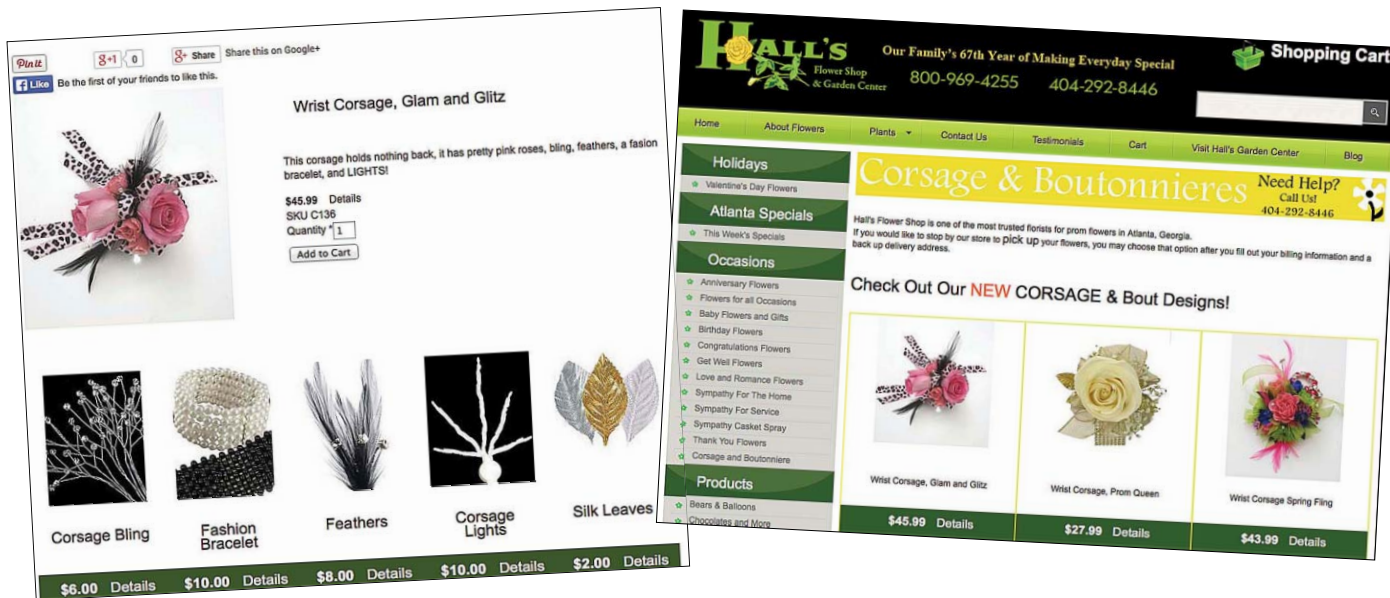 Pin it
g+1 0
g+ Share
Share this on Google+
f Like
Be the first of your friends to like this.
Wrist Corsage, Glam and Glitz
This corsage holds nothing back, it has pretty pink roses, bling, feathers, a fasion
bracelet, and LIGHTS!
$45.99 Details
SKU C136
Quantity * 1
Add to Cart
Corsage Bling
Fashion
Bracelet
Feathers
Corsage
Lights
Silk Leaves
$6.00 Details
$10.00 Details
$8.00 Details
$10.00 Details
$2.00 Details
HALL'S
Flower Shop
& Garden Center
Our Family's 67th Year of Making Everyday Special
800-969-4255 404-292-8446
Shopping Cart
Home
About Flowers
Plants
Contact Us
Testimonials
Cart
Visit Hall's Garden Center
Blog
Holidays
Valentine's Day Flowers
Atlanta Specials
This Week's Specials
Occasions
Anniversary Flowers
Flowers for all Occasions
Baby Flowers and Gifts
Birthday Flowers
Congratulations Flowers
Get Well Flowers
Love and Romance Flowers
Sympathy For The Home
Sympathy For Service
Sympathy Casket Spray
Thank You Flowers
Corsage and Boutonniere
Products
Bears & Balloons
Chocolates and More
Corsage & Boutonnieres
Need Help?
Call Us!
404-292-8446
Hall's Flower Shop is one of the most trusted florists for prom flowers in Atlanta, Georgia.
If you would like to stop by our store to pick up your flowers, you may choose that option after you fill out your billing information and a
back up delivery address.
Check Out Our NEW CORSAGE & Bout Designs!
Wrist Corsage, Glam and Glitz
Wrist Corsage, Prom Queen
Wrist Corsage Spring Fling
$45.99 Details
$27.99 Details
$43.99 Details